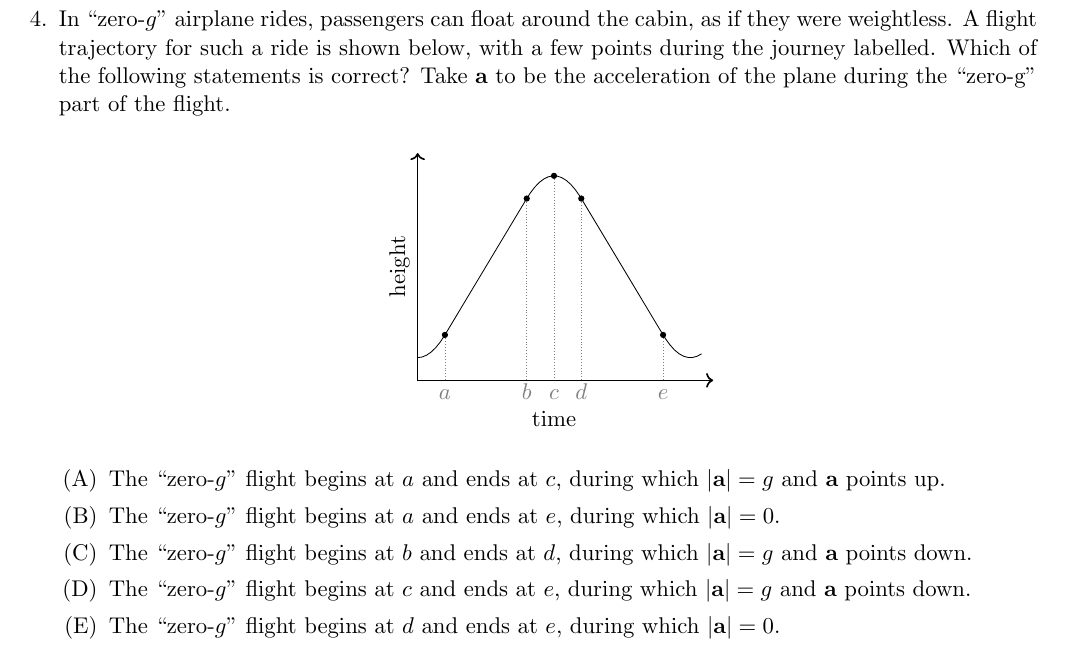 4. In “zero-g” airplane rides, passengers can float around the cabin, as if they were weightless. A flight
trajectory for such a ride is shown below, with a few points during the journey labelled. Which of
the following statements is correct? Take a to be the acceleration of the plane during the “zero-g”
part of the flight.
height
a b c d e
time
(A) The “zero-g” flight begins at a and ends at c, during which |a| = g and a points up.
(B) The “zero-g” flight begins at a and ends at e, during which |a| = 0.
(C) The “zero-g” flight begins at b and ends at d, during which |a| = g and a points down.
(D) The “zero-g” flight begins at c and ends at e, during which |a| = g and a points down.
(E) The “zero-g” flight begins at d and ends at e, during which |a| = 0.